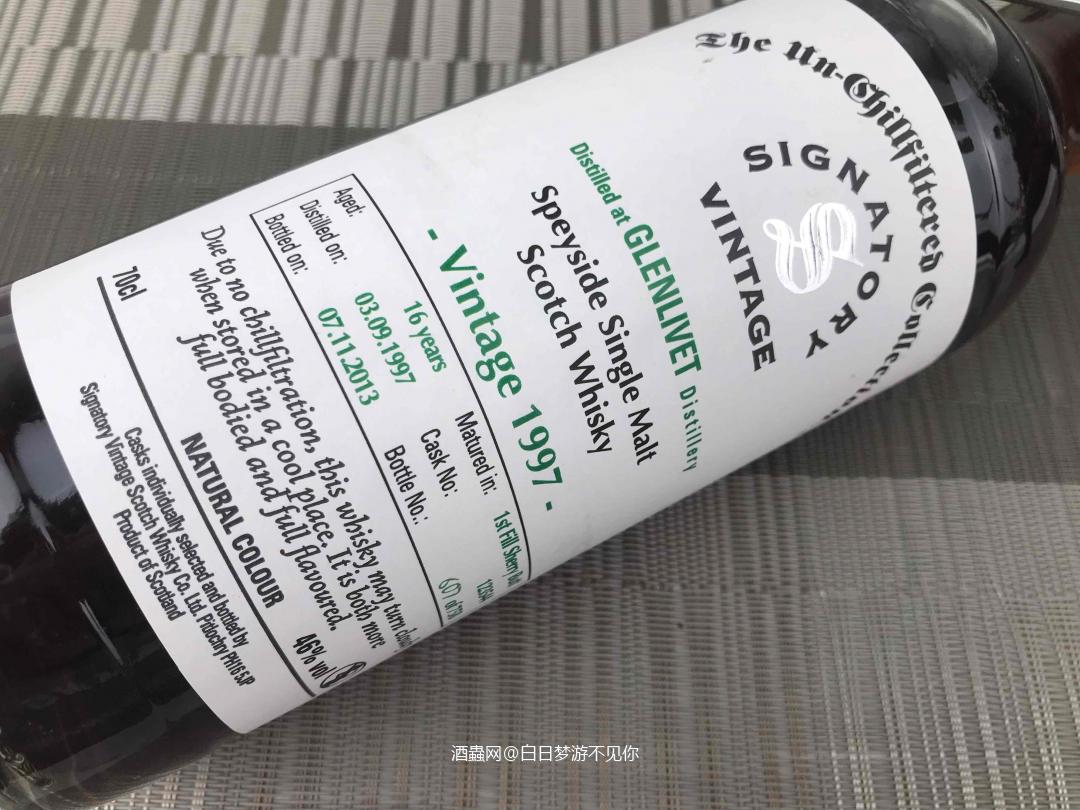 The Un-Chillfiltered Collection
SIGNATORY
VINTAGE
Distilled at GLENLIVET Distillery
Speyside Single Malt
Scotch Whisky
- Vintage 1997 -
Aged: 16 years Matured in: 1st Fill Sherry Butt
Distilled on: 03.09.1997 Cask No:
Bottled on: 07.11.2013 Bottle No.: 607 of
Due to no chillfiltration, this whisky may turn cloudy
when stored in a cool place. It is both more
full bodied and full flavoured.
70cl NATURAL COLOUR 46% vol
Casks individually selected and bottled by
Signatory Vintage Scotch Whisky Co. Ltd. Pitlochry PH16 5JP
Product of Scotland
酒蟲网@白日梦游不见你